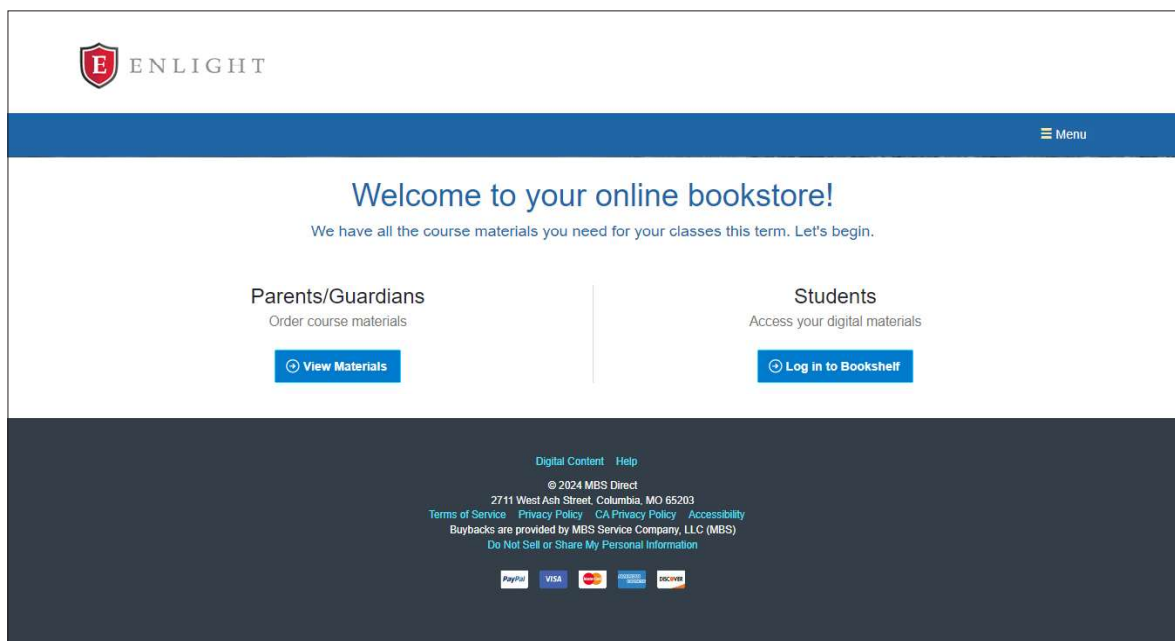 E ENLIGHT
Menu
Welcome to your online bookstore!
We have all the course materials you need for your classes this term. Let's begin.
Parents/Guardians
Order course materials
View Materials
Students
Access your digital materials
Log in to Bookshelf
Digital Content Help
© 2024 MBS Direct
2711 West Ash Street, Columbia, MO 65203
Terms of Service Privacy Policy CA Privacy Policy Accessibility
Buybacks are provided by MBS Service Company, LLC (MBS)
Do Not Sell or Share My Personal Information
PayPal VISA DISCOVER